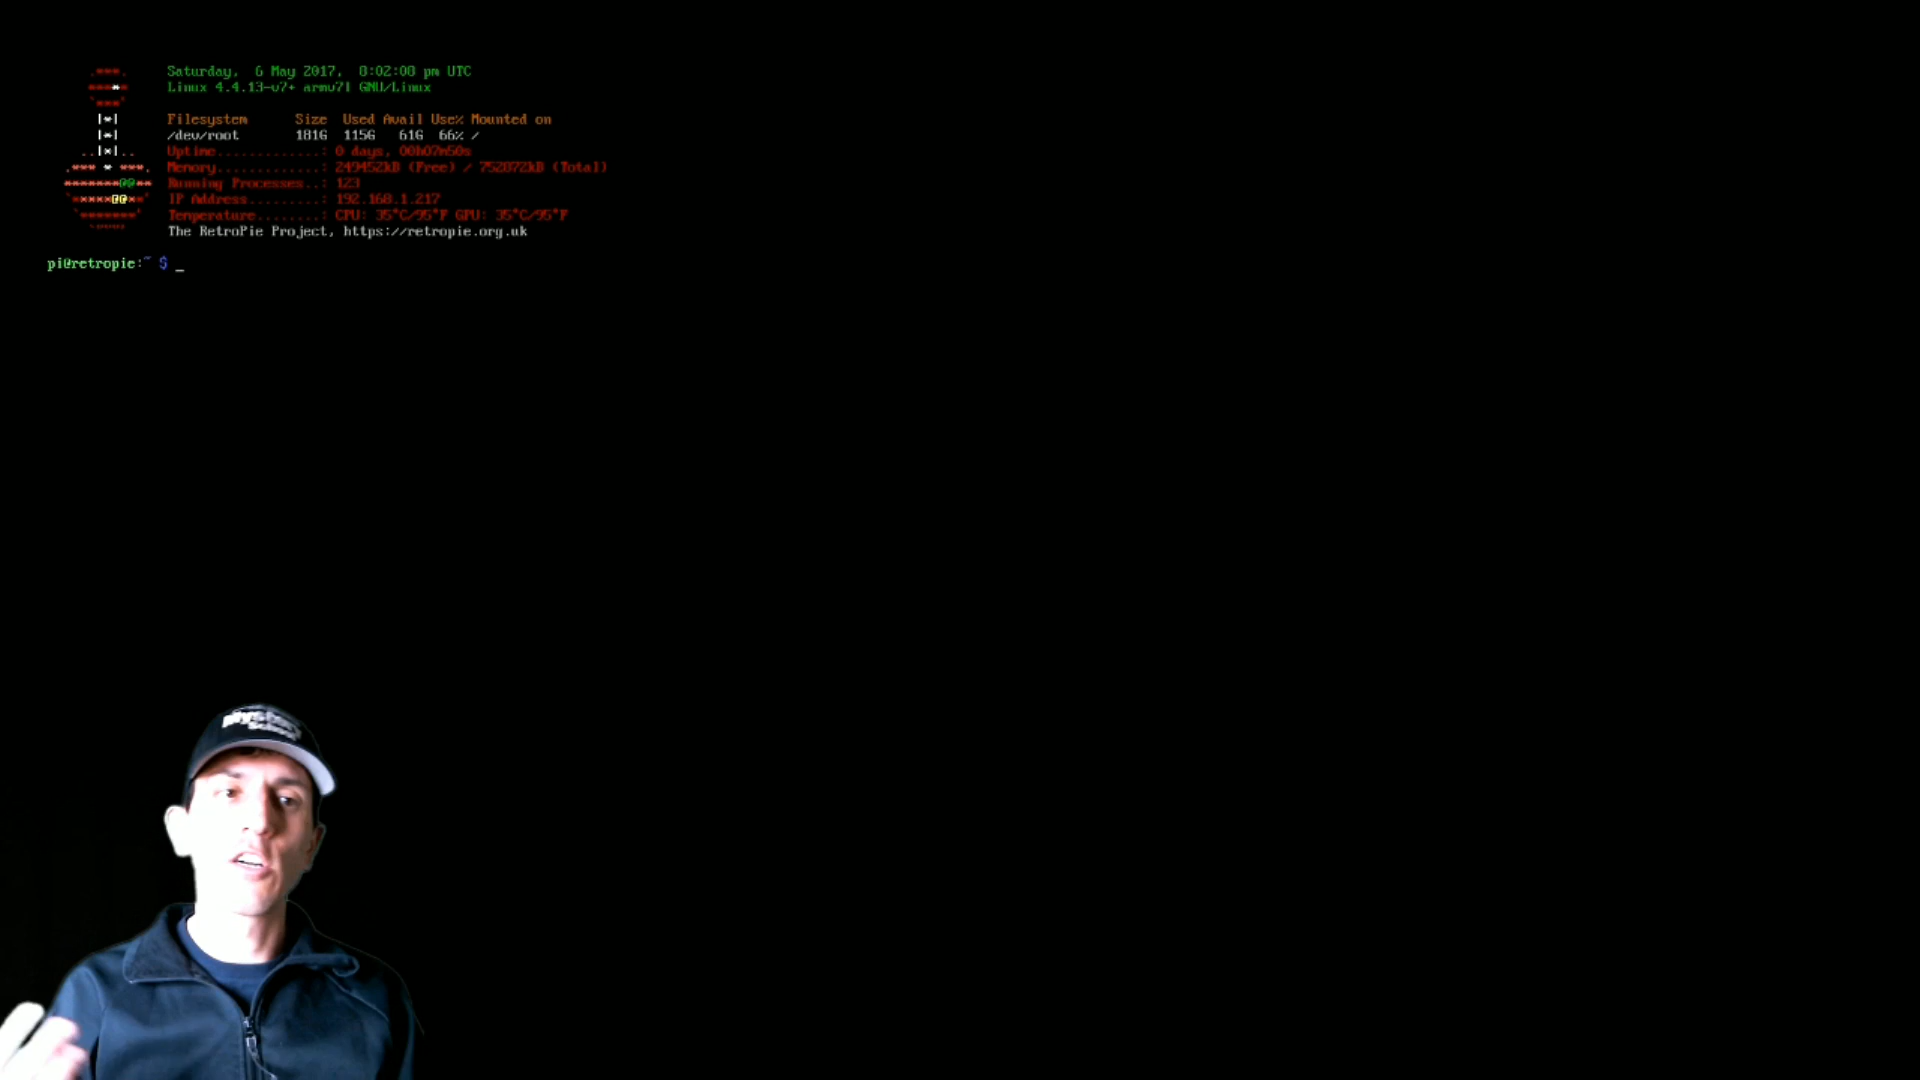 Saturday,  6 May 2017,  8:02:08 pm UTC
Linux 4.4.13-v7+ armv7l GNU/Linux
Filesystem      Size  Used Avail Use% Mounted on
/dev/root       181G  115G   61G  66% /
Uptime.............: 0 days, 00h07m50s
Memory.............: 249452kB (Free) / 752872kB (Total)
Running Processes..: 123
IP Address.........: 192.168.1.217
Temperature........: CPU: 35°C/95°F GPU: 35°C/95°F
The RetroPie Project, https://retropie.org.uk
pi@retropie:~ $ _